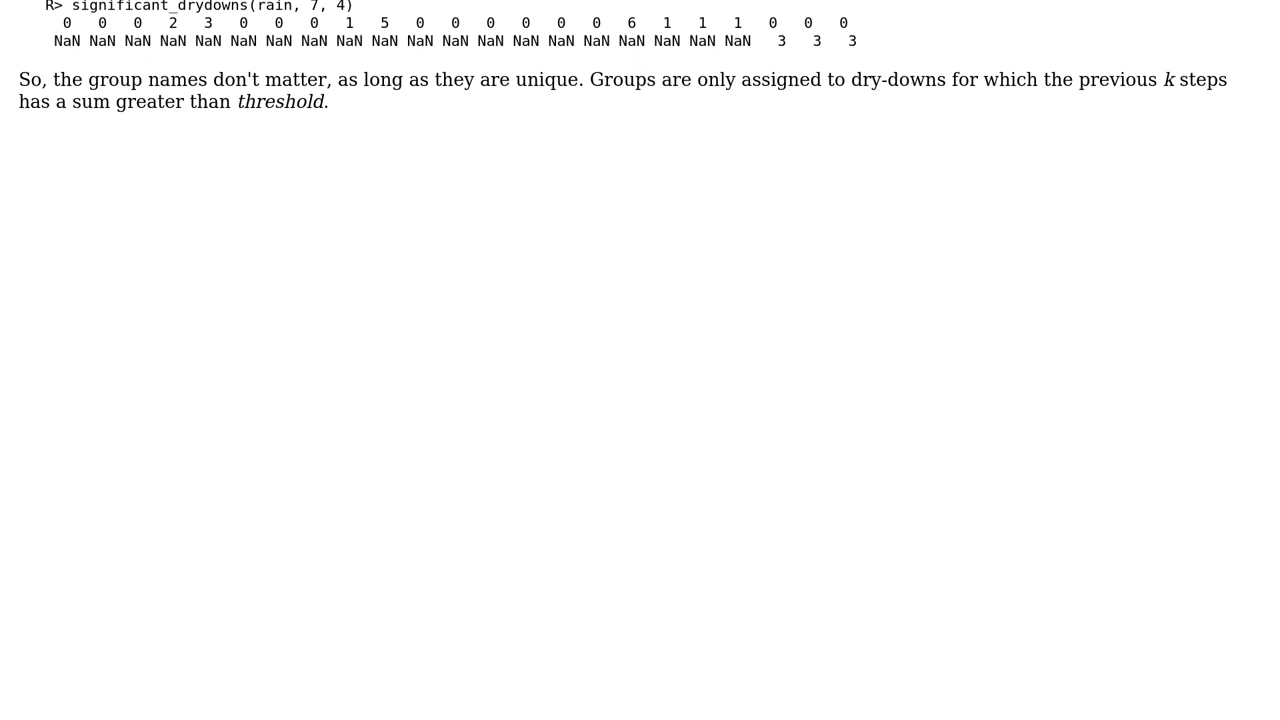 R> significant_drydowns(rain, 7, 4)
0 0 0 2 3 0 0 0 1 5 0 0 0 0 0 0 6 1 1 1 0 0 0
NaN NaN NaN NaN NaN NaN NaN NaN NaN NaN NaN NaN NaN NaN NaN NaN NaN NaN NaN NaN 3 3 3
So, the group names don't matter, as long as they are unique. Groups are only assigned to dry-downs for which the previous k steps
has a sum greater than threshold.